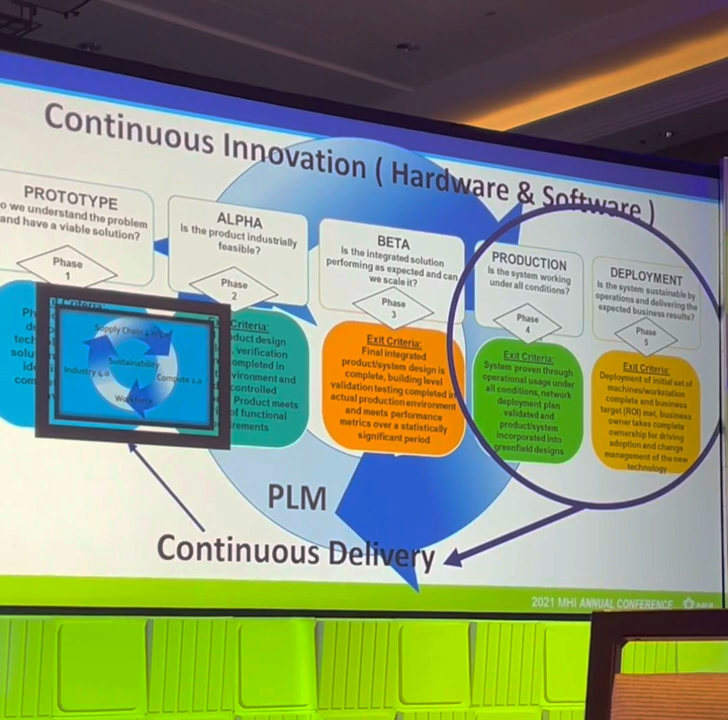 Continuous Innovation ( Hardware & Software )
PROTOTYPE
o we understand the problem
and have a viable solution?
Phase
1
ALPHA
Is the product industrially
feasible?
Phase
2
BETA
Is the integrated solution
performing as expected and can
we scale it?
Phase
3
PRODUCTION
Is the system working
under all conditions?
Phase
4
DEPLOYMENT
Is the system sustainable by
operations and delivering the
expected business results?
Phase
5
Ph
de
tech
solu
ide
com
Supply Chain
Sustainability
Industry 4.0
Compute 2.0
Criteria:
duct design
verification
ompleted in
vironment and
controlled
Product meets
of functional
rements
Exit Criteria:
Final integrated
product/system design is
complete, building level
validation testing completed in
actual production environment
and meets performance
metrics over a statistically
significant period
Exit Criteria:
System proven through
operational usage under
all conditions, network
deployment plan
validated and
product/system
incorporated into
greenfield designs
Exit Criteria:
Deployment of initial set of
machines/workstation
complete and business
target (ROI) met, business
owner takes complete
ownership for driving
adoption and change
management of the new
technology
PLM
Continuous Delivery
2021 MHI ANNUAL CONFERENCE